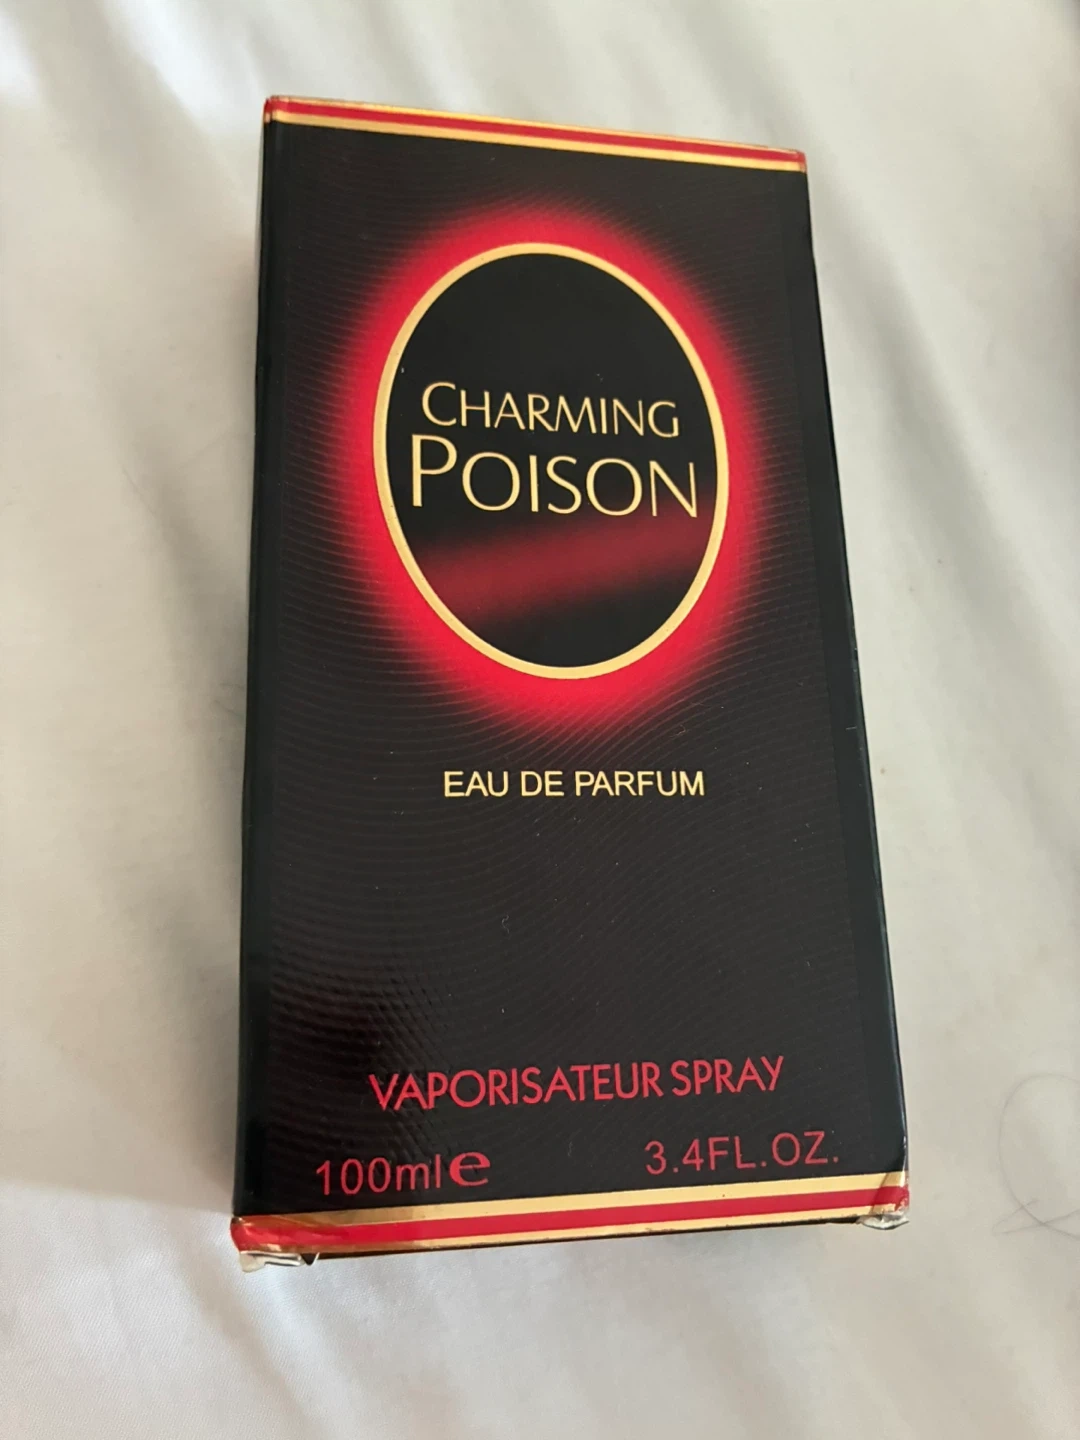 CHARMING
POISON
EAU DE PARFUM
VAPORISATEUR SPRAY
100ml℮ 3.4FL.OZ.